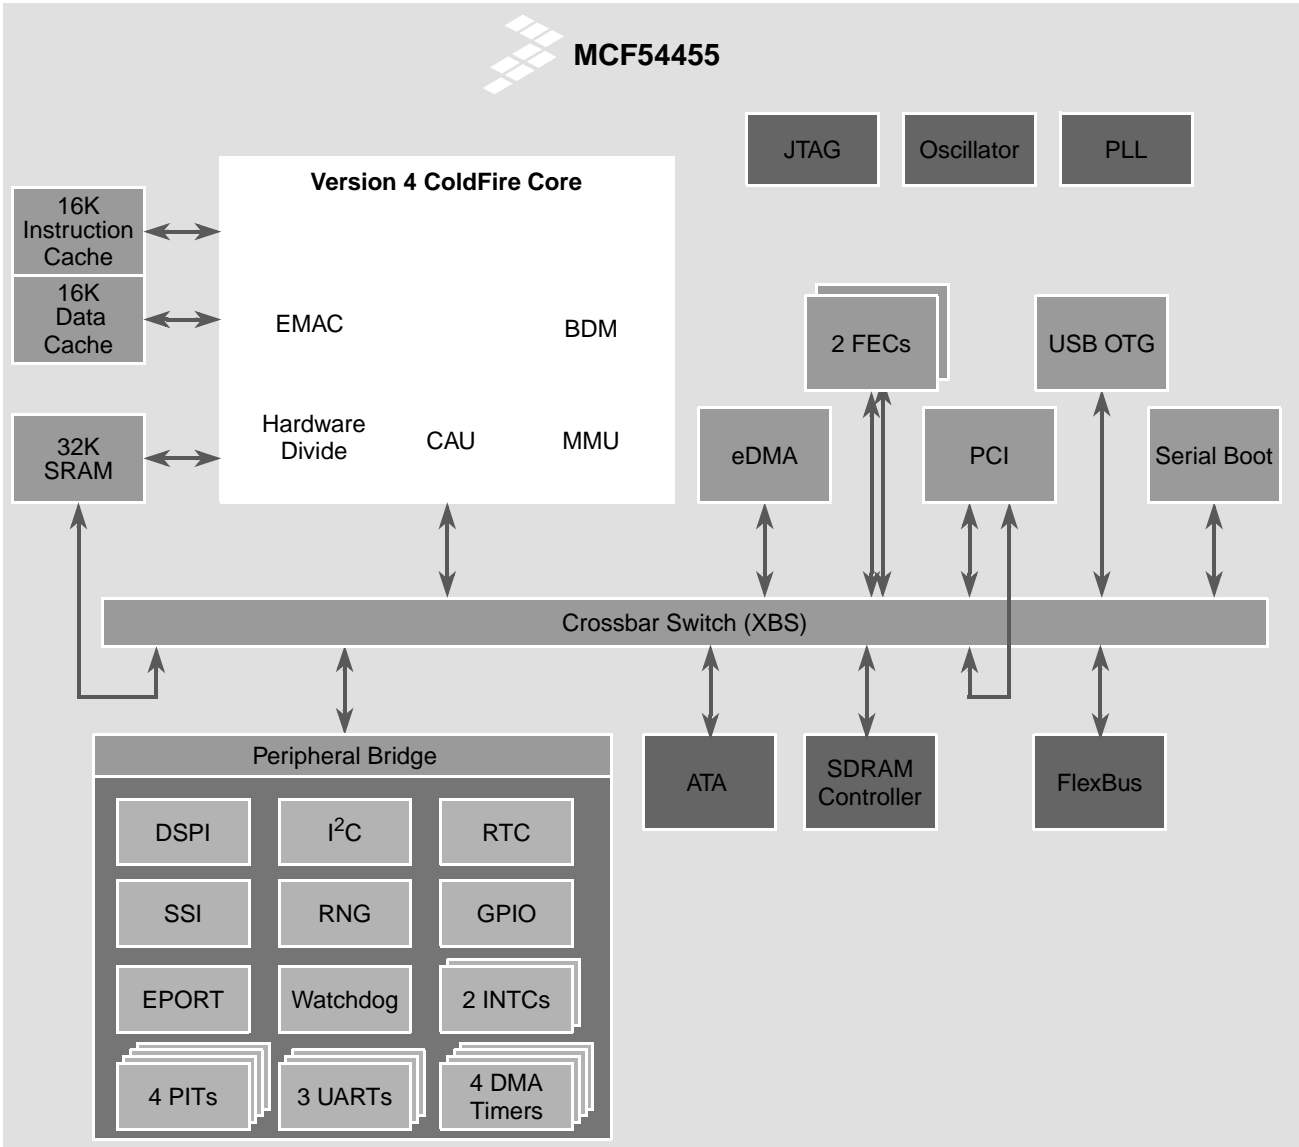 MCF54455
JTAG
Oscillator
PLL
Version 4 ColdFire Core
16K
Instruction
Cache
16K
Data
Cache
EMAC
BDM
2 FECs
USB OTG
32K
SRAM
Hardware
Divide
CAU
MMU
eDMA
PCI
Serial Boot
Crossbar Switch (XBS)
Peripheral Bridge
ATA
SDRAM
Controller
FlexBus
DSPI
I²C
RTC
SSI
RNG
GPIO
EPORT
Watchdog
2 INTCs
4 PITs
3 UARTs
4 DMA
Timers